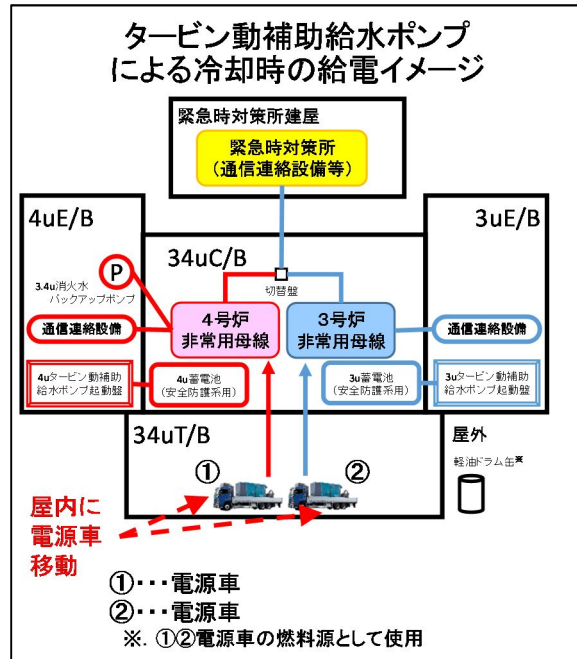 タービン動補助給水ポンプ
による冷却時の給電イメージ
緊急時対策所建屋
緊急時対策所
(通信連絡設備等)
4uE/B
3uE/B
34uC/B
P
3.4u消火水
バックアップポンプ
切替盤
通信連絡設備
4号炉
非常用母線
3号炉
非常用母線
通信連絡設備
4uタービン動補助
給水ポンプ起動盤
4u蓄電池
(安全防護系用)
3u蓄電池
(安全防護系用)
3uタービン動補助
給水ポンプ起動盤
34uT/B
屋外
① ②
軽油ドラム缶※
屋内に
電源車
移動
①・・・電源車
②・・・電源車
※. ①②電源車の燃料源として使用